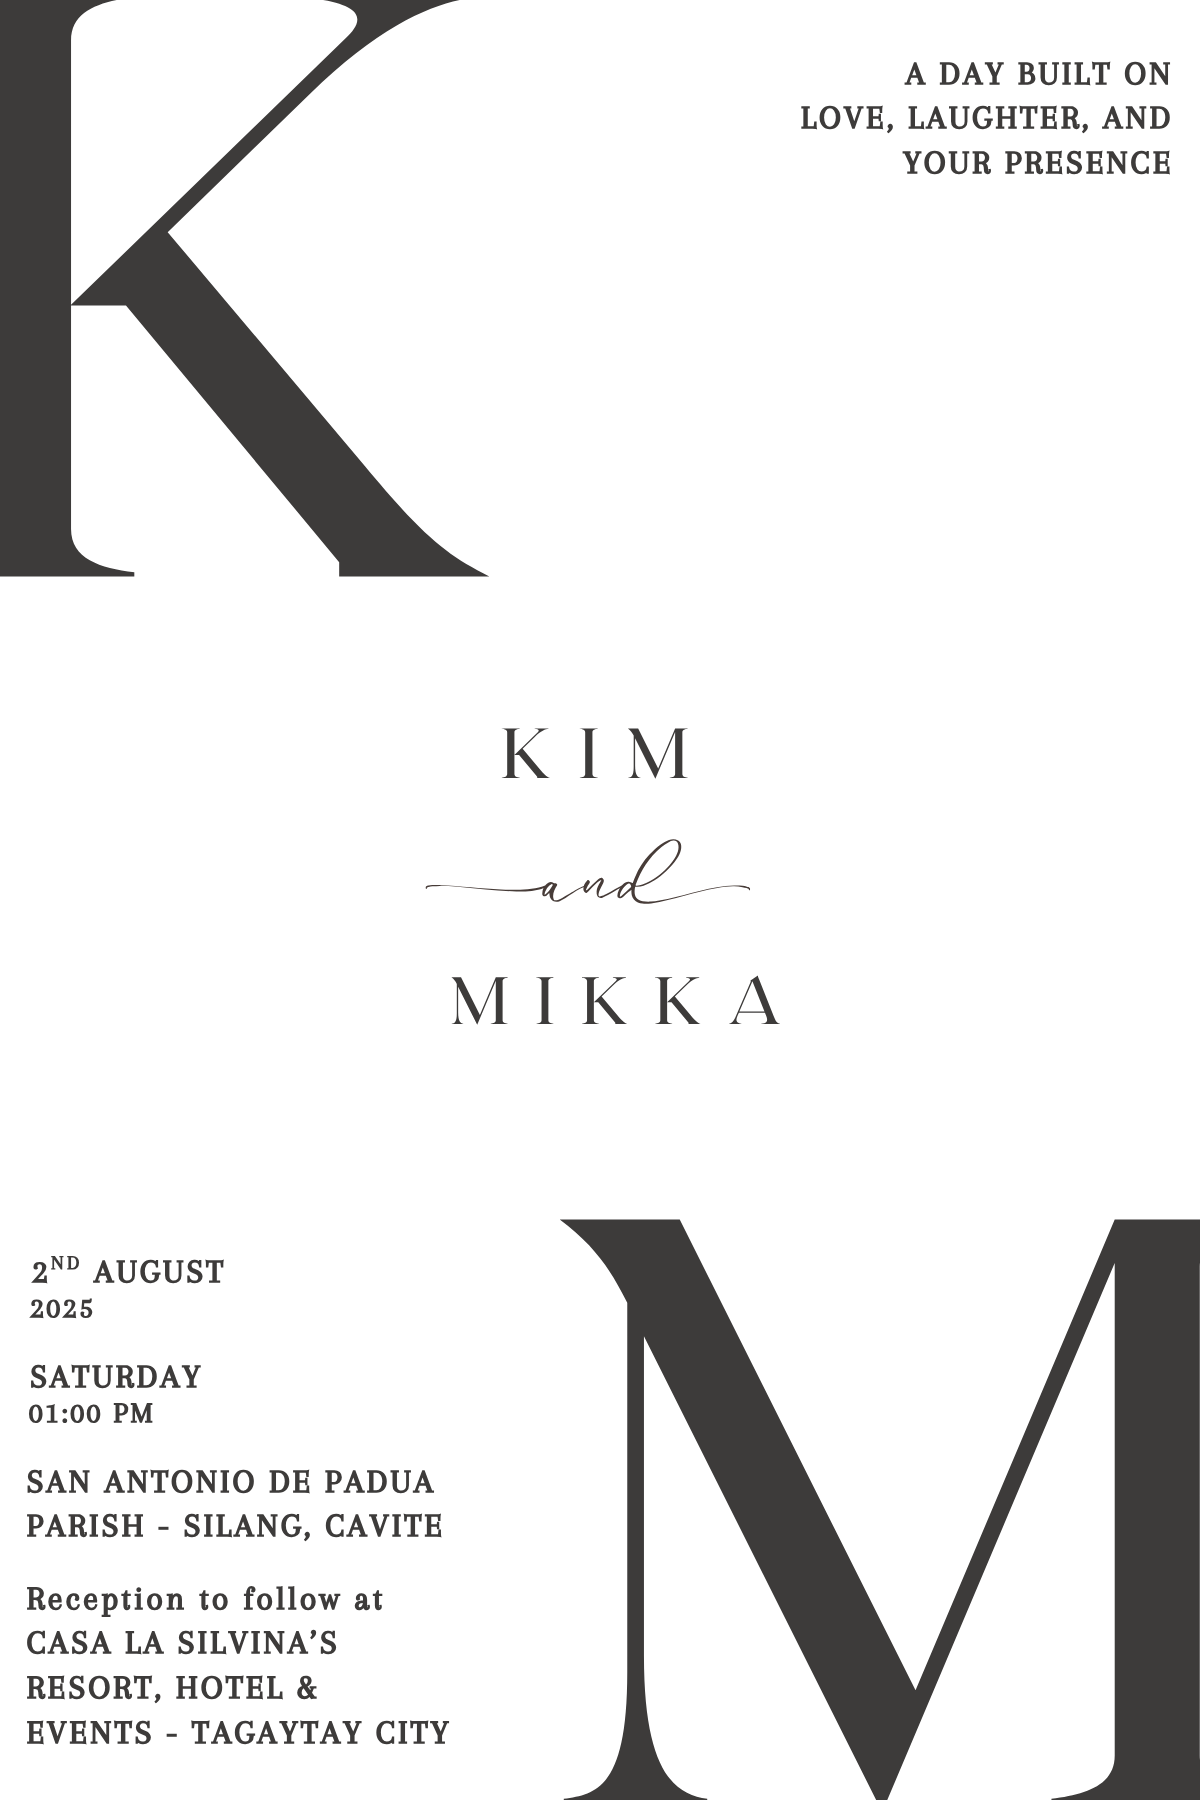 K
A DAY BUILT ON
LOVE, LAUGHTER, AND
YOUR PRESENCE
KIM
and
MIKKA
2ND AUGUST
2025
SATURDAY
01:00 PM
SAN ANTONIO DE PADUA
PARISH - SILANG, CAVITE
Reception to follow at
CASA LA SILVINA’S
RESORT, HOTEL &
EVENTS - TAGAYTAY CITY
M